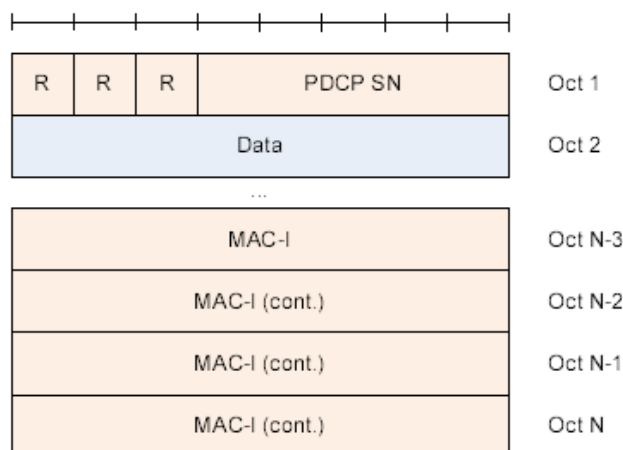 R R R PDCP SN Oct 1
Data Oct 2
...
MAC-I Oct N-3
MAC-I (cont.) Oct N-2
MAC-I (cont.) Oct N-1
MAC-I (cont.) Oct N